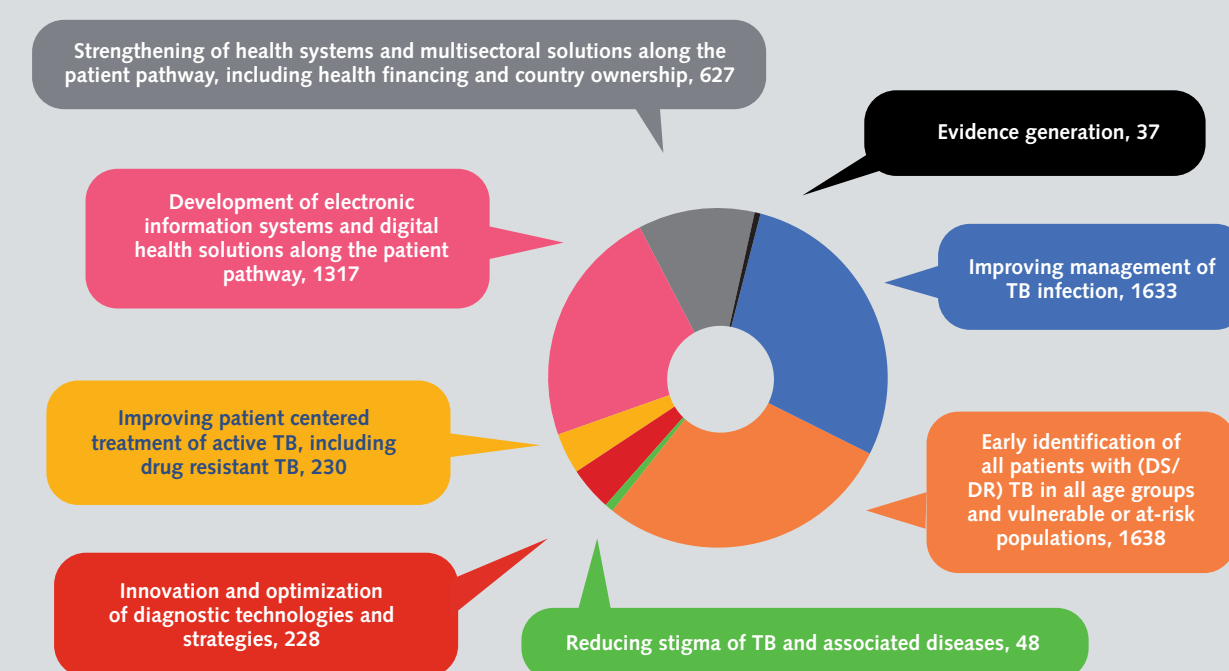 Strengthening of health systems and multisectoral solutions along the
patient pathway, including health financing and country ownership, 627
Evidence generation, 37
Development of electronic
information systems and digital
health solutions along the patient
pathway, 1317
Improving management of
TB infection, 1633
Improving patient centered
treatment of active TB, including
drug resistant TB, 230
Early identification of
all patients with (DS/
DR) TB in all age groups
and vulnerable or at-risk
populations, 1638
Innovation and optimization
of diagnostic technologies and
strategies, 228
Reducing stigma of TB and associated diseases, 48